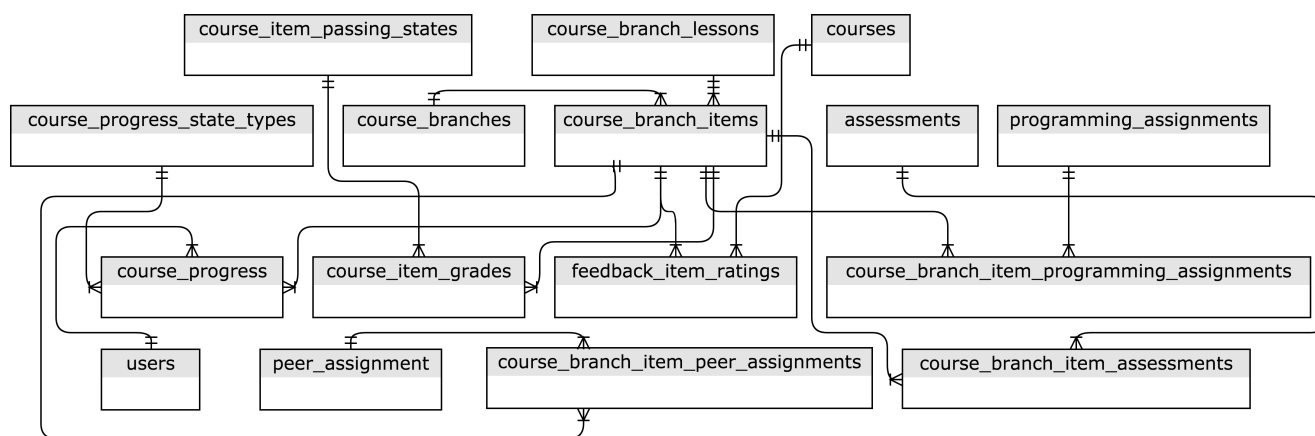 course_item_passing_states
course_branch_lessons
courses
course_progress_state_types
course_branches
course_branch_items
assessments
programming_assignments
course_progress
course_item_grades
feedback_item_ratings
course_branch_item_programming_assignments
users
peer_assignment
course_branch_item_peer_assignments
course_branch_item_assessments